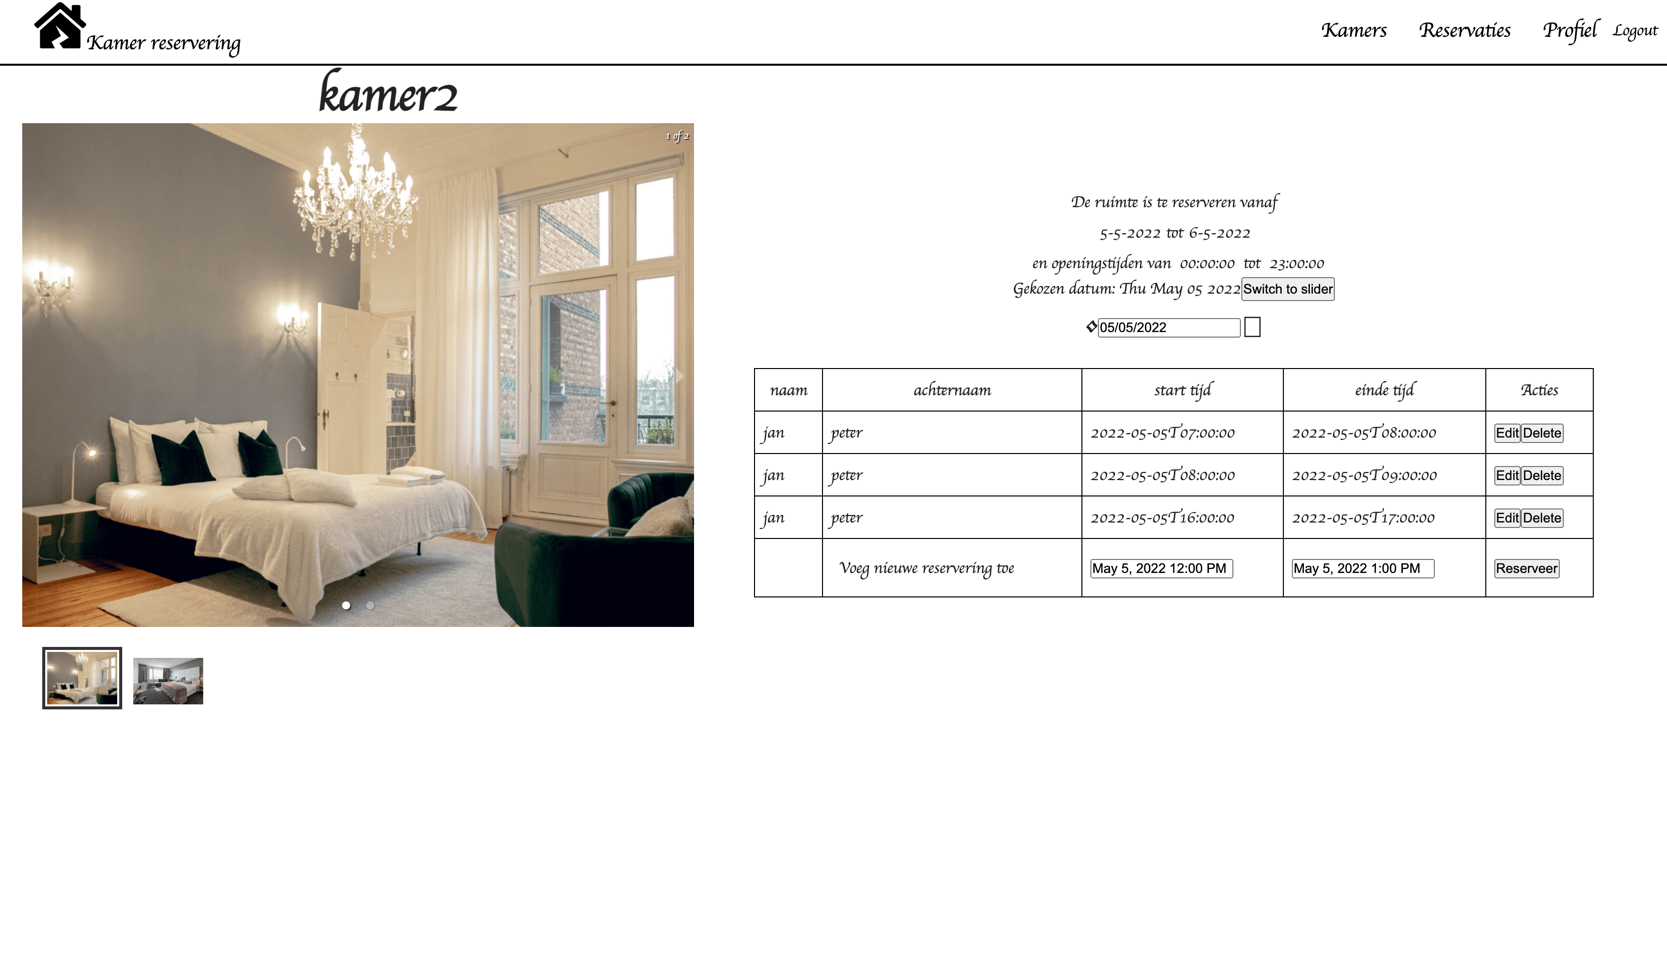 Kamer reservering
Kamers Reservaties Profiel Logout
kamer2
1 of 2
De ruimte is te reserveren vanaf
5-5-2022 tot 6-5-2022
en openingstijden van 00:00:00 tot 23:00:00
Gekozen datum: Thu May 05 2022 Switch to slider
05/05/2022
naam achternaam start tijd einde tijd Acties
jan peter 2022-05-05T07:00:00 2022-05-05T08:00:00 Edit Delete
jan peter 2022-05-05T08:00:00 2022-05-05T09:00:00 Edit Delete
jan peter 2022-05-05T16:00:00 2022-05-05T17:00:00 Edit Delete
Voeg nieuwe reservering toe May 5, 2022 12:00 PM May 5, 2022 1:00 PM Reserveer